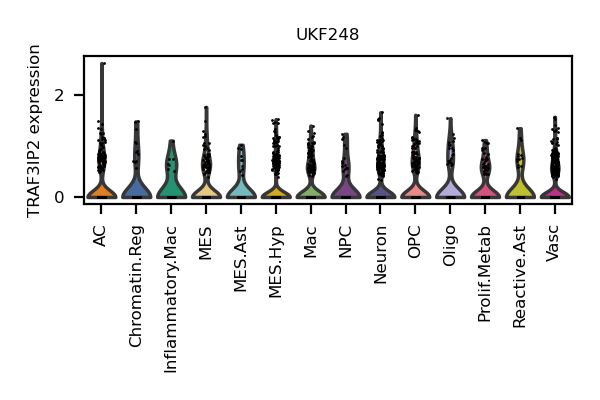 UKF248
TRAF3IP2 expression
2
0
AC
Chromatin.Reg
Inflammatory.Mac
MES
MES.Ast
MES.Hyp
Mac
NPC
Neuron
OPC
Oligo
Prolif.Metab
Reactive.Ast
Vasc